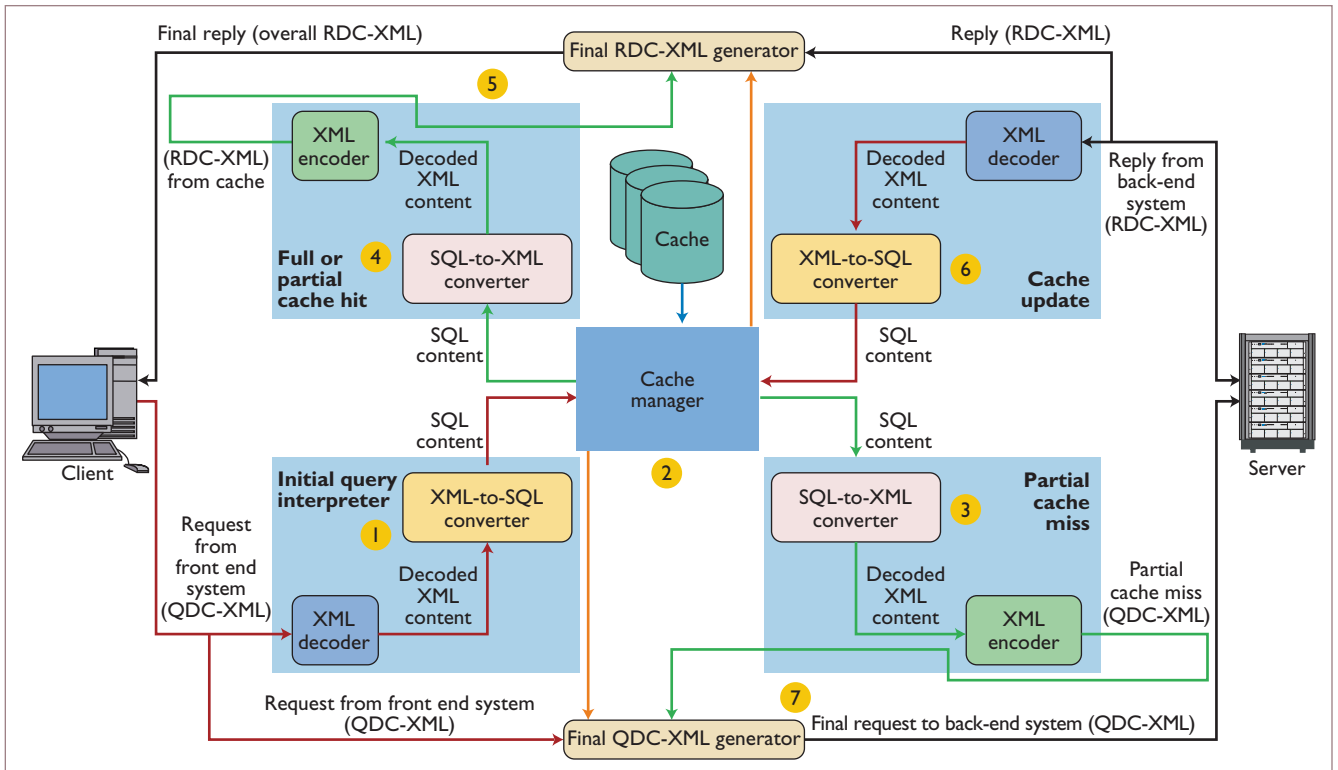 Final reply (overall RDC-XML)
Final RDC-XML generator
Reply (RDC-XML)
5
XML
encoder
(RDC-XML)
from cache
Decoded
XML
content
4
Full or
partial
cache hit
SQL-to-XML
converter
SQL
content
Cache
XML
decoder
Decoded
XML
content
Reply from
back-end
system
(RDC-XML)
XML-to-SQL
converter
6
Cache
update
SQL
content
Cache
manager
2
Client
Server
SQL
content
Initial query
interpreter
XML-to-SQL
converter
1
Request
from
front end
system
(QDC-XML)
XML
decoder
Decoded
XML
content
SQL
content
SQL-to-XML
converter
3
Partial
cache
miss
Decoded
XML
content
XML
encoder
Partial
cache miss
(QDC-XML)
Request from front end system
(QDC-XML)
7
Final QDC-XML generator
Final request to back-end system (QDC-XML)